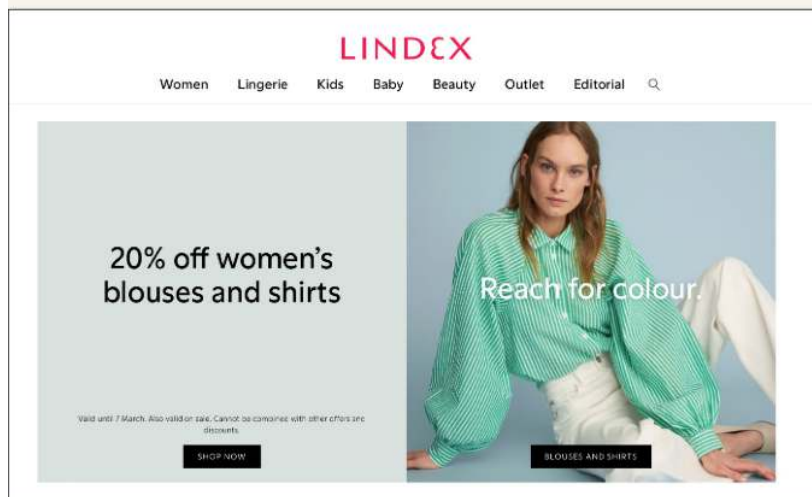 LINDEX
Women Lingerie Kids Baby Beauty Outlet Editorial
20% off women's
blouses and shirts
Valid until 7 March. Also valid on sale. Cannot be combined with other offers and
discounts.
SHOP NOW
Reach for colour.
BLOUSES AND SHIRTS